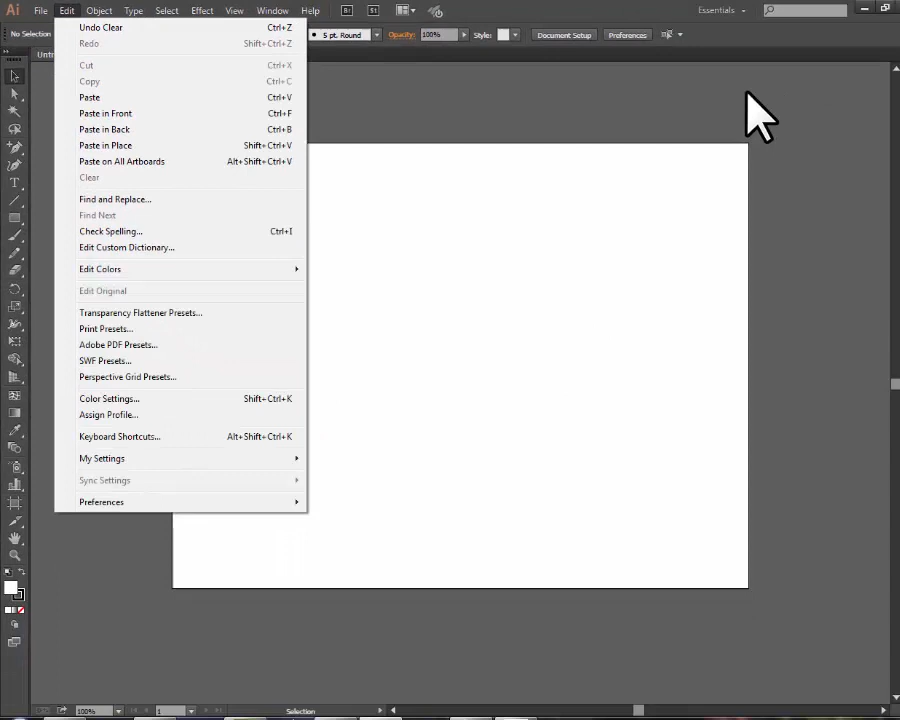 Ai File Edit Object Type Select Effect View Window Help Br St Essentials
No Selection 5 pt. Round Opacity: 100% Style: Document Setup Preferences
Undo Clear Ctrl+Z
Redo Shift+Ctrl+Z
Cut Ctrl+X
Copy Ctrl+C
Paste Ctrl+V
Paste in Front Ctrl+F
Paste in Back Ctrl+B
Paste in Place Shift+Ctrl+V
Paste on All Artboards Alt+Shift+Ctrl+V
Clear
Find and Replace...
Find Next
Check Spelling... Ctrl+I
Edit Custom Dictionary...
Edit Colors
Edit Original
Transparency Flattener Presets...
Print Presets...
Adobe PDF Presets...
SWF Presets...
Perspective Grid Presets...
Color Settings... Shift+Ctrl+K
Assign Profile...
Keyboard Shortcuts... Alt+Shift+Ctrl+K
My Settings
Sync Settings
Preferences
100% 1 Selection